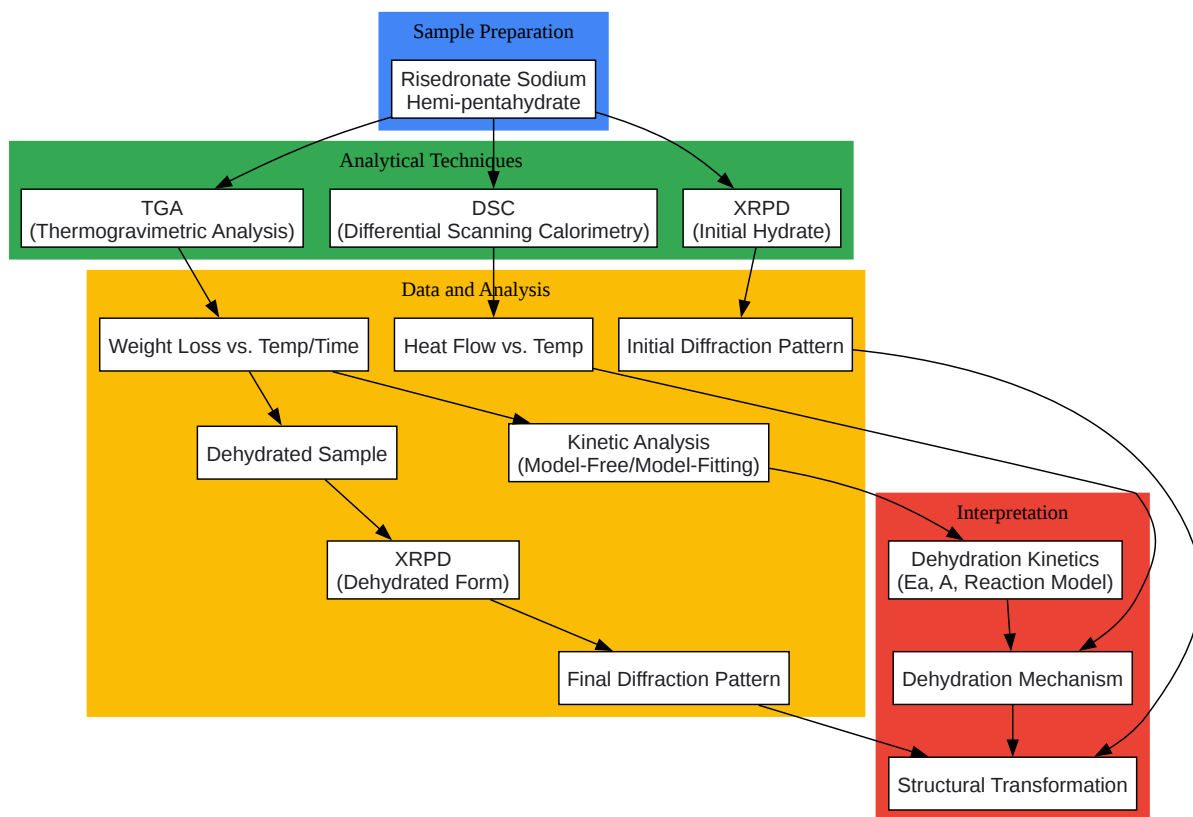 Sample Preparation
Risedronate Sodium
Hemi-pentahydrate
Analytical Techniques
TGA
(Thermogravimetric Analysis)
DSC
(Differential Scanning Calorimetry)
XRPD
(Initial Hydrate)
Data and Analysis
Weight Loss vs. Temp/Time
Heat Flow vs. Temp
Initial Diffraction Pattern
Dehydrated Sample
Kinetic Analysis
(Model-Free/Model-Fitting)
XRPD
(Dehydrated Form)
Final Diffraction Pattern
Interpretation
Dehydration Kinetics
(Ea, A, Reaction Model)
Dehydration Mechanism
Structural Transformation